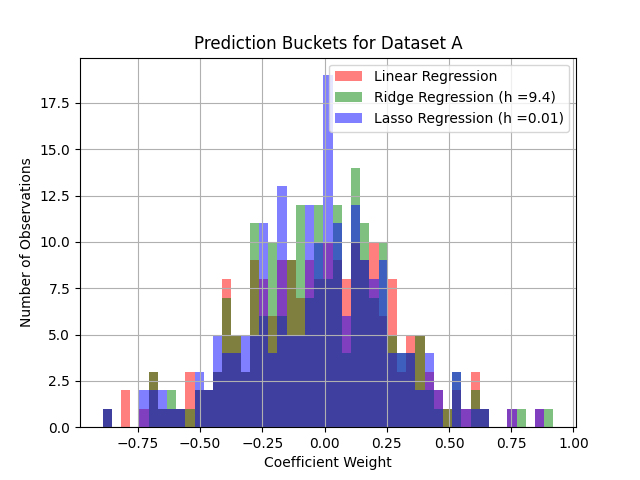 Prediction Buckets for Dataset A
Linear Regression
Ridge Regression (h =9.4)
Lasso Regression (h =0.01)
17.5
15.0
12.5
10.0
7.5
5.0
2.5
0.0
Number of Observations
−0.75
−0.50
−0.25
0.00
0.25
0.50
0.75
1.00
Coefficient Weight